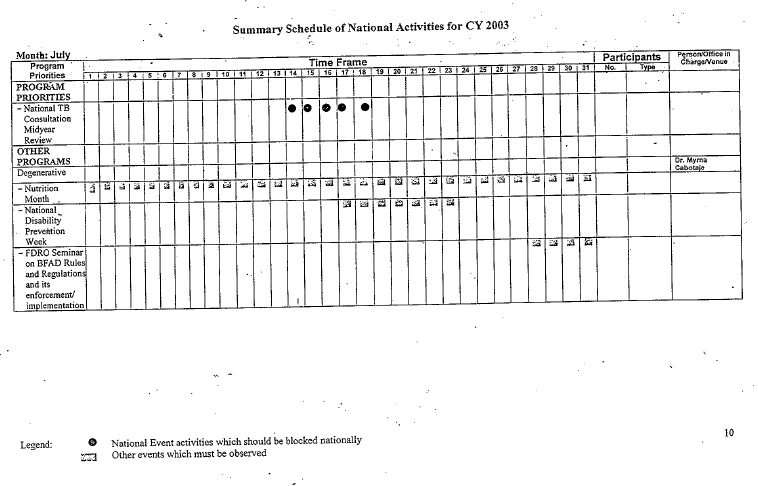 Summary Schedule of National Activities for CY 2003
Month: July
Program Priorities Time Frame Participants Person/Office in Charge/Venue
1 2 3 4 5 6 7 8 9 10 11 12 13 14 15 16 17 18 19 20 21 22 23 24 25 26 27 28 29 30 31 No. Type
PROGRAM
PRIORITIES
- National TB
Consultation
Midyear
Review
OTHER
PROGRAMS
Degenerative
Dr. Myrna
Cabotaje
- Nutrition
Month
- National
Disability
Prevention
Week
- FDRO Seminar
on BFAD Rules
and Regulations
and its
enforcement/
implementation
10
Legend:
National Event activities which should be blocked nationally
Other events which must be observed